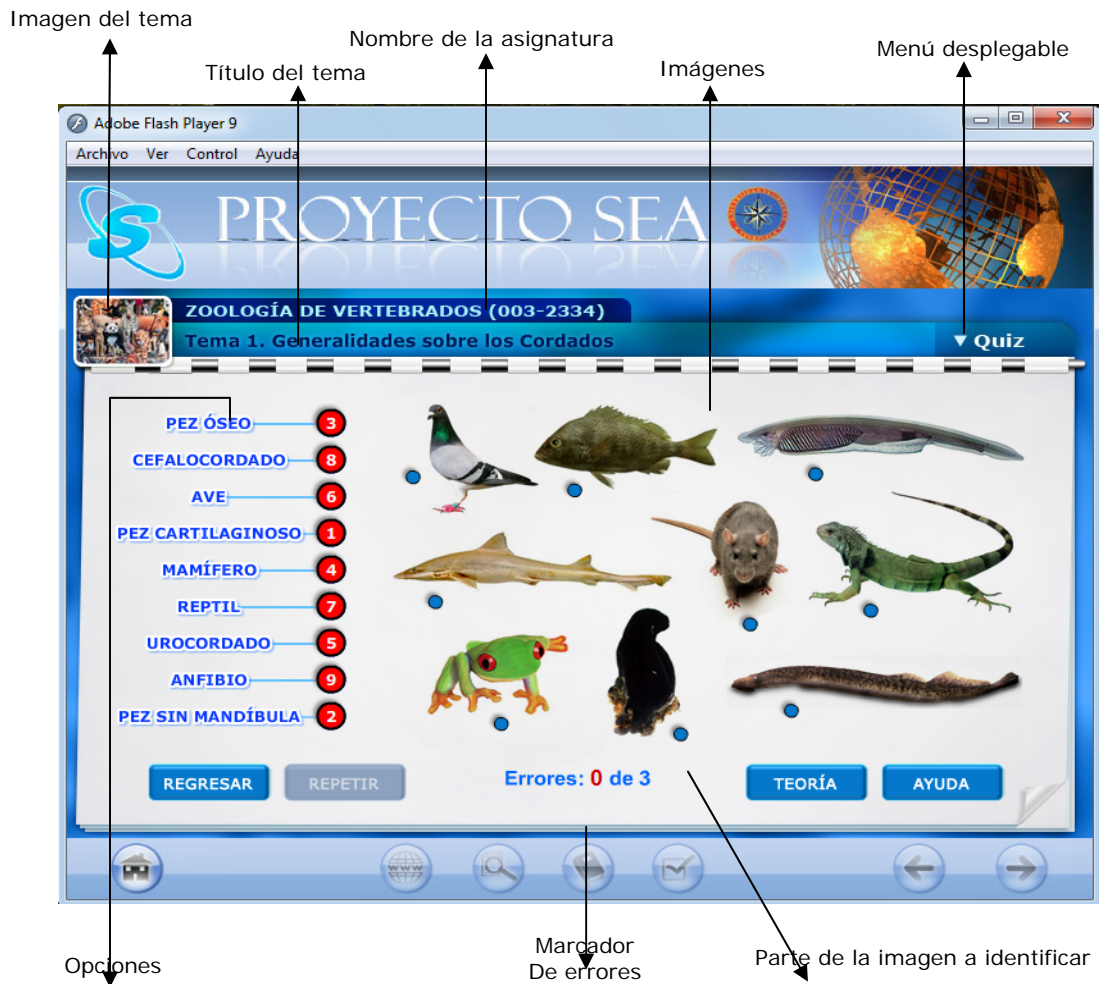 Imagen del tema
Nombre de la asignatura
Menú desplegable
Título del tema
Imágenes
Adobe Flash Player 9
Archivo Ver Control Ayuda
S PROYECTO SEA
ZOOLOGÍA DE VERTEBRADOS (003-2334)
Tema 1. Generalidades sobre los Cordados
▼ Quiz
PEZ ÓSEO 3
CEFALOCORDADO 8
AVE 6
PEZ CARTILAGINOSO 1
MAMÍFERO 4
REPTIL 7
UROCORDADO 5
ANFIBIO 9
PEZ SIN MANDÍBULA 2
REGRESAR
REPETIR
Errores: 0 de 3
TEORÍA
AYUDA
www
Opciones
Marcador
De errores
Parte de la imagen a identificar